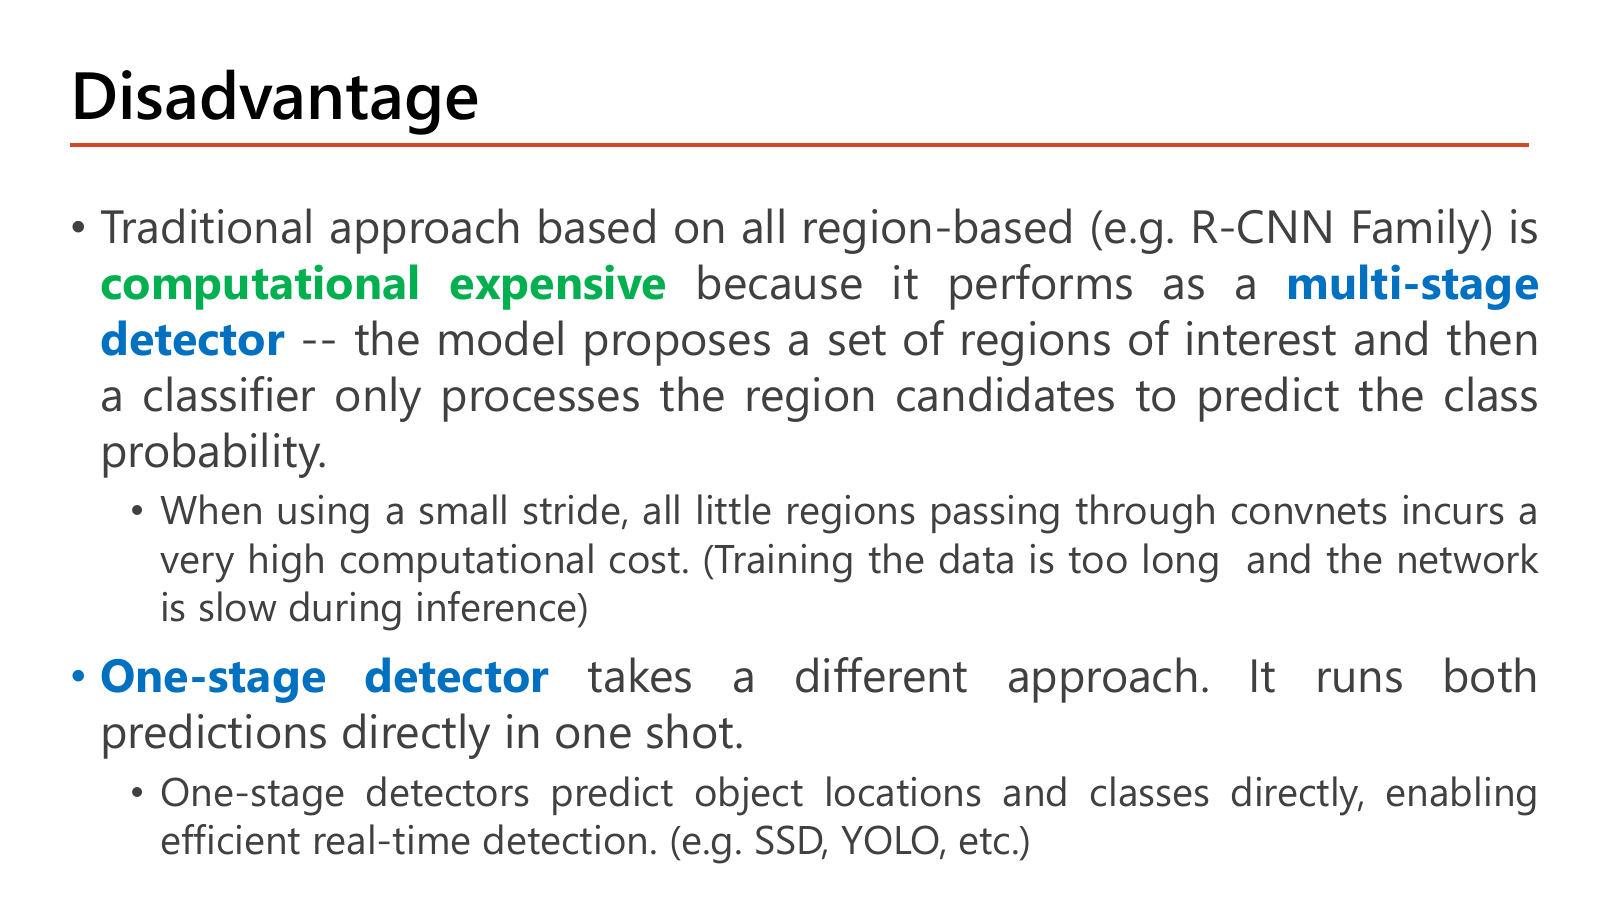 Disadvantage
• Traditional approach based on all region-based (e.g. R-CNN Family) is
computational expensive because it performs as a multi-stage
detector -- the model proposes a set of regions of interest and then
a classifier only processes the region candidates to predict the class
probability.
• When using a small stride, all little regions passing through convnets incurs a
very high computational cost. (Training the data is too long  and the network
is slow during inference)
• One-stage detector takes a different approach. It runs both
predictions directly in one shot.
• One-stage detectors predict object locations and classes directly, enabling
efficient real-time detection. (e.g. SSD, YOLO, etc.)